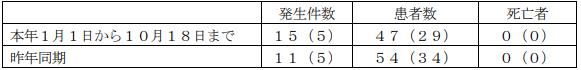 発生件数 患者数 死亡者
本年１月１日から１０月１８日まで １５（５） ４７（２９） ０（０）
昨年同期 １１（５） ５４（３４） ０（０）